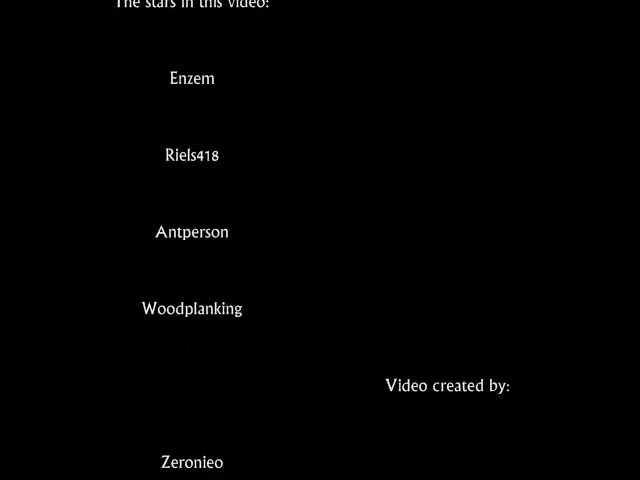 The stars in this video:
Enzem
Riels418
Antperson
Woodplanking
Video created by:
Zeronieo